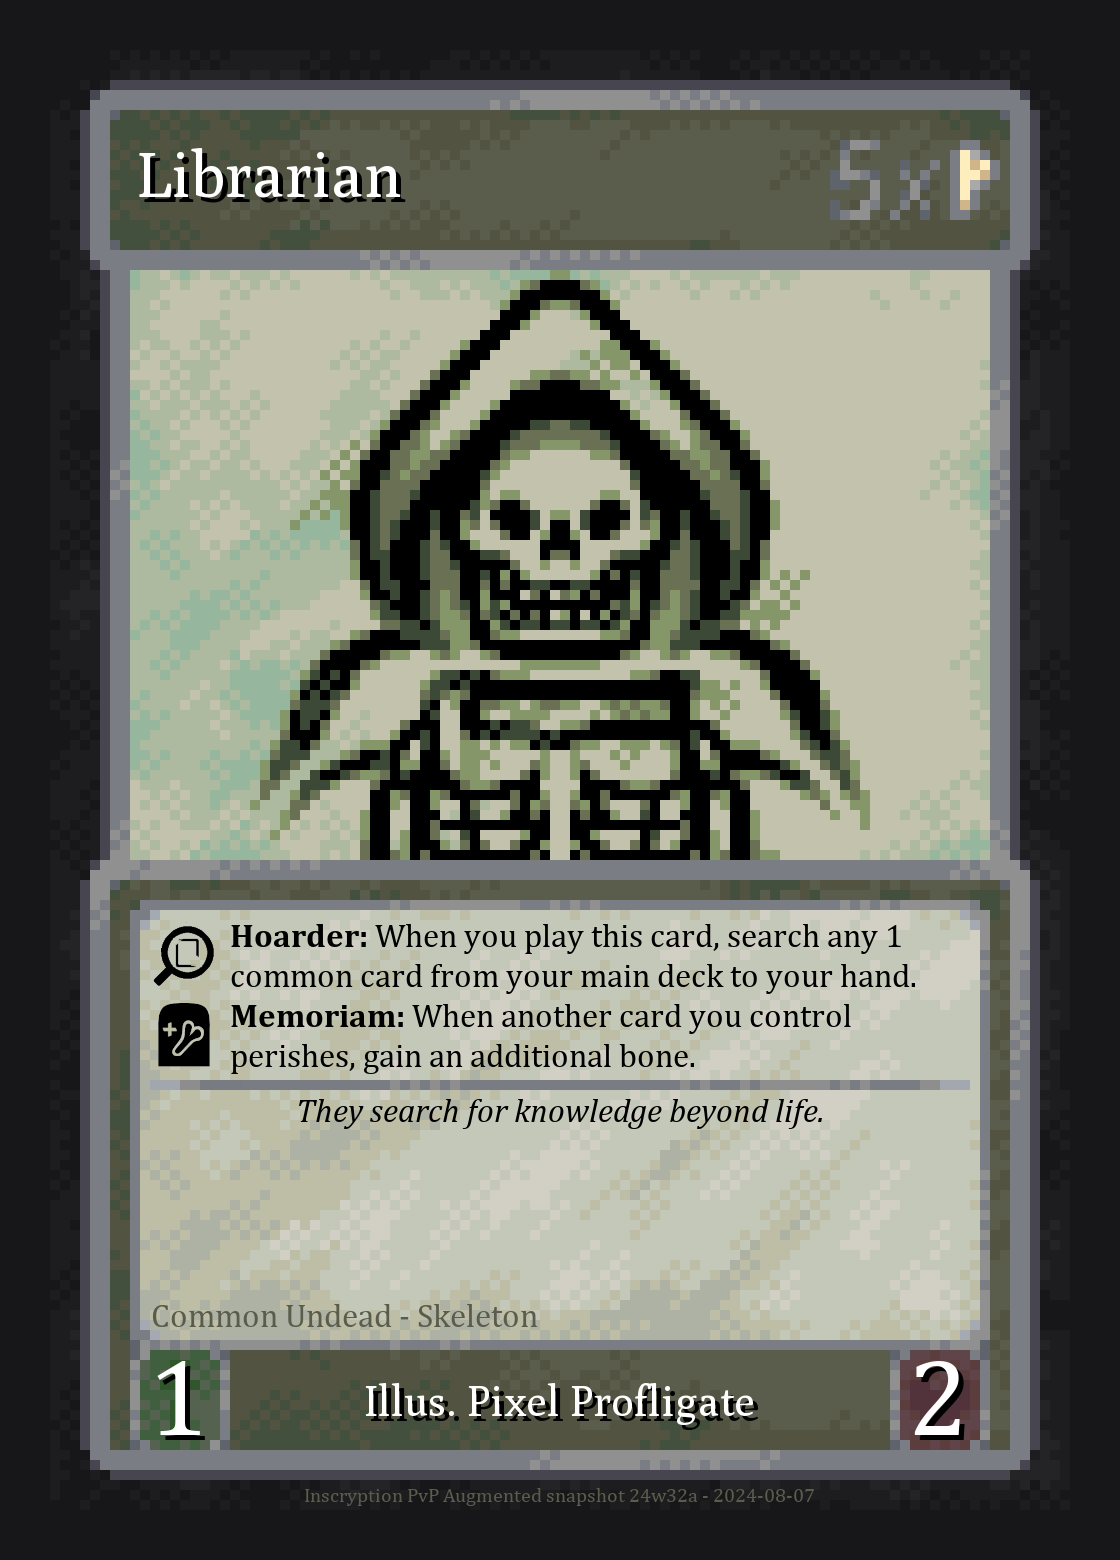 Librarian
5x
Hoarder: When you play this card, search any 1
common card from your main deck to your hand.
Memoriam: When another card you control
perishes, gain an additional bone.
They search for knowledge beyond life.
Common Undead - Skeleton
1
Illus. Pixel Profligate
2
Inscryption PvP Augmented snapshot 24w32a - 2024-08-07